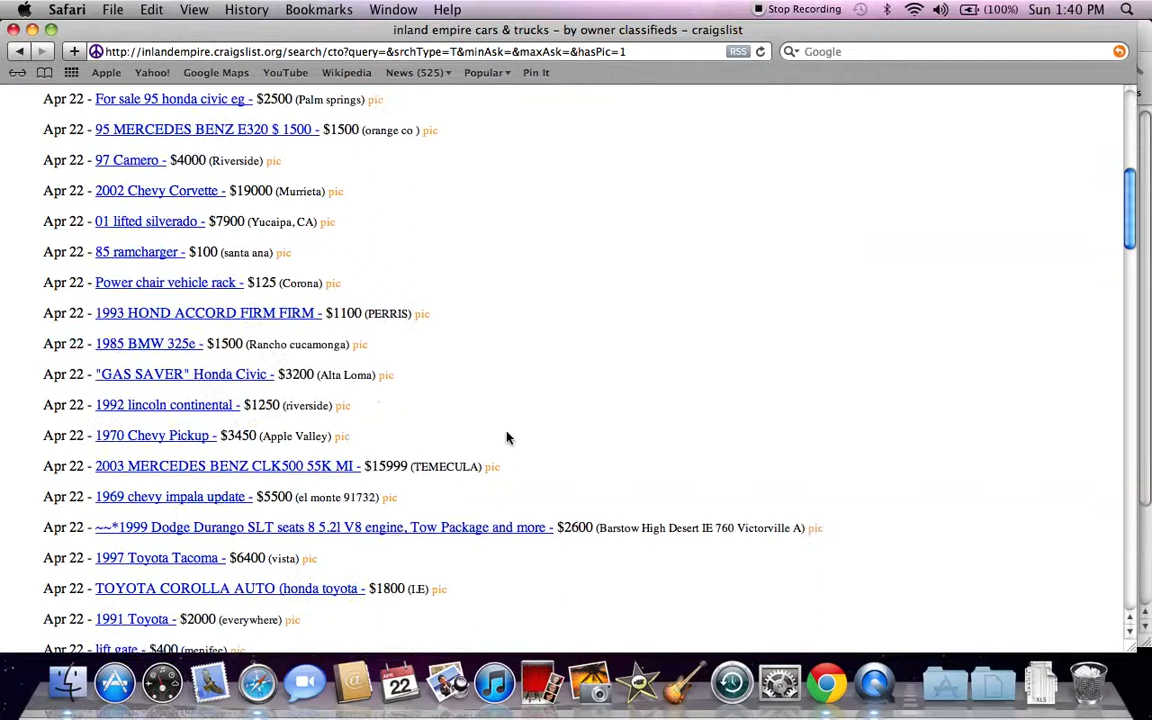 Safari File Edit View History Bookmarks Window Help Stop Recording (100%) Sun 1:40 PM
inland empire cars & trucks - by owner classifieds - craigslist
http://inlandempire.craigslist.org/search/cto?query=&srchType=T&minAsk=&maxAsk=&hasPic=1 RSS Google
Apple Yahoo! Google Maps YouTube Wikipedia News (525) Popular Pin It
Apr 22 - For sale 95 honda civic eg - $2500 (Palm springs) pic
Apr 22 - 95 MERCEDES BENZ E320 $ 1500 - $1500 (orange co ) pic
Apr 22 - 97 Camero - $4000 (Riverside) pic
Apr 22 - 2002 Chevy Corvette - $19000 (Murrieta) pic
Apr 22 - 01 lifted silverado - $7900 (Yucaipa, CA) pic
Apr 22 - 85 ramcharger - $100 (santa ana) pic
Apr 22 - Power chair vehicle rack - $125 (Corona) pic
Apr 22 - 1993 HOND ACCORD FIRM FIRM - $1100 (PERRIS) pic
Apr 22 - 1985 BMW 325e - $1500 (Rancho cucamonga) pic
Apr 22 - "GAS SAVER" Honda Civic - $3200 (Alta Loma) pic
Apr 22 - 1992 lincoln continental - $1250 (riverside) pic
Apr 22 - 1970 Chevy Pickup - $3450 (Apple Valley) pic
Apr 22 - 2003 MERCEDES BENZ CLK500 55K MI - $15999 (TEMECULA) pic
Apr 22 - 1969 chevy impala update - $5500 (el monte 91732) pic
Apr 22 - ~~*1999 Dodge Durango SLT seats 8 5.2l V8 engine, Tow Package and more - $2600 (Barstow High Desert IE 760 Victorville A) pic
Apr 22 - 1997 Toyota Tacoma - $6400 (vista) pic
Apr 22 - TOYOTA COROLLA AUTO (honda toyota - $1800 (I.E) pic
Apr 22 - 1991 Toyota - $2000 (everywhere) pic
Apr 22 - lift gate - $400 (menifee) pic
APR 22 XLS